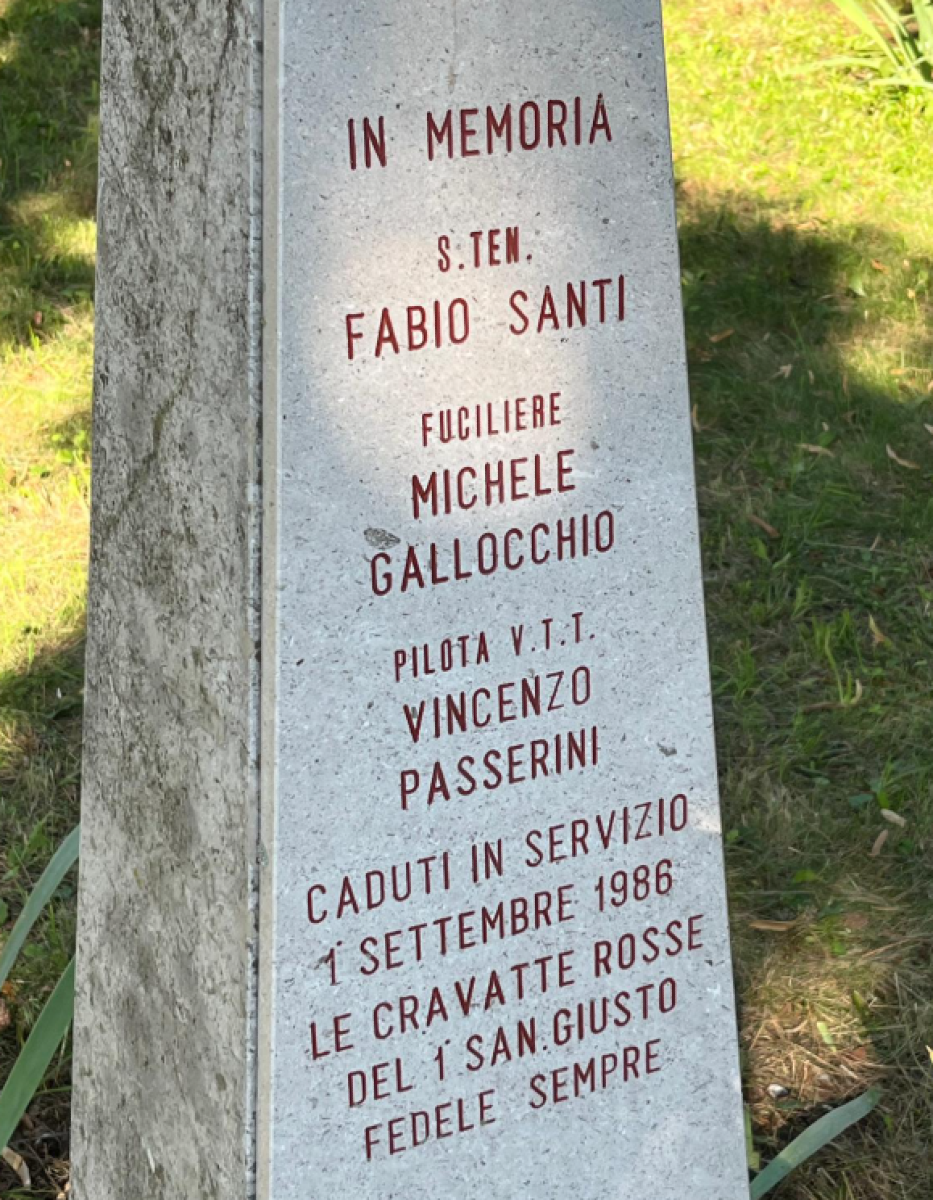 IN MEMORIA
S.TEN.
FABIO SANTI
FUCILIERE
MICHELE
GALLOCCHIO
PILOTA V.T.T.
VINCENZO
PASSERINI
CADUTI IN SERVIZIO
1° SETTEMBRE 1986
LE CRAVATTE ROSSE
DEL 1° SAN.GIUSTO
FEDELE SEMPRE